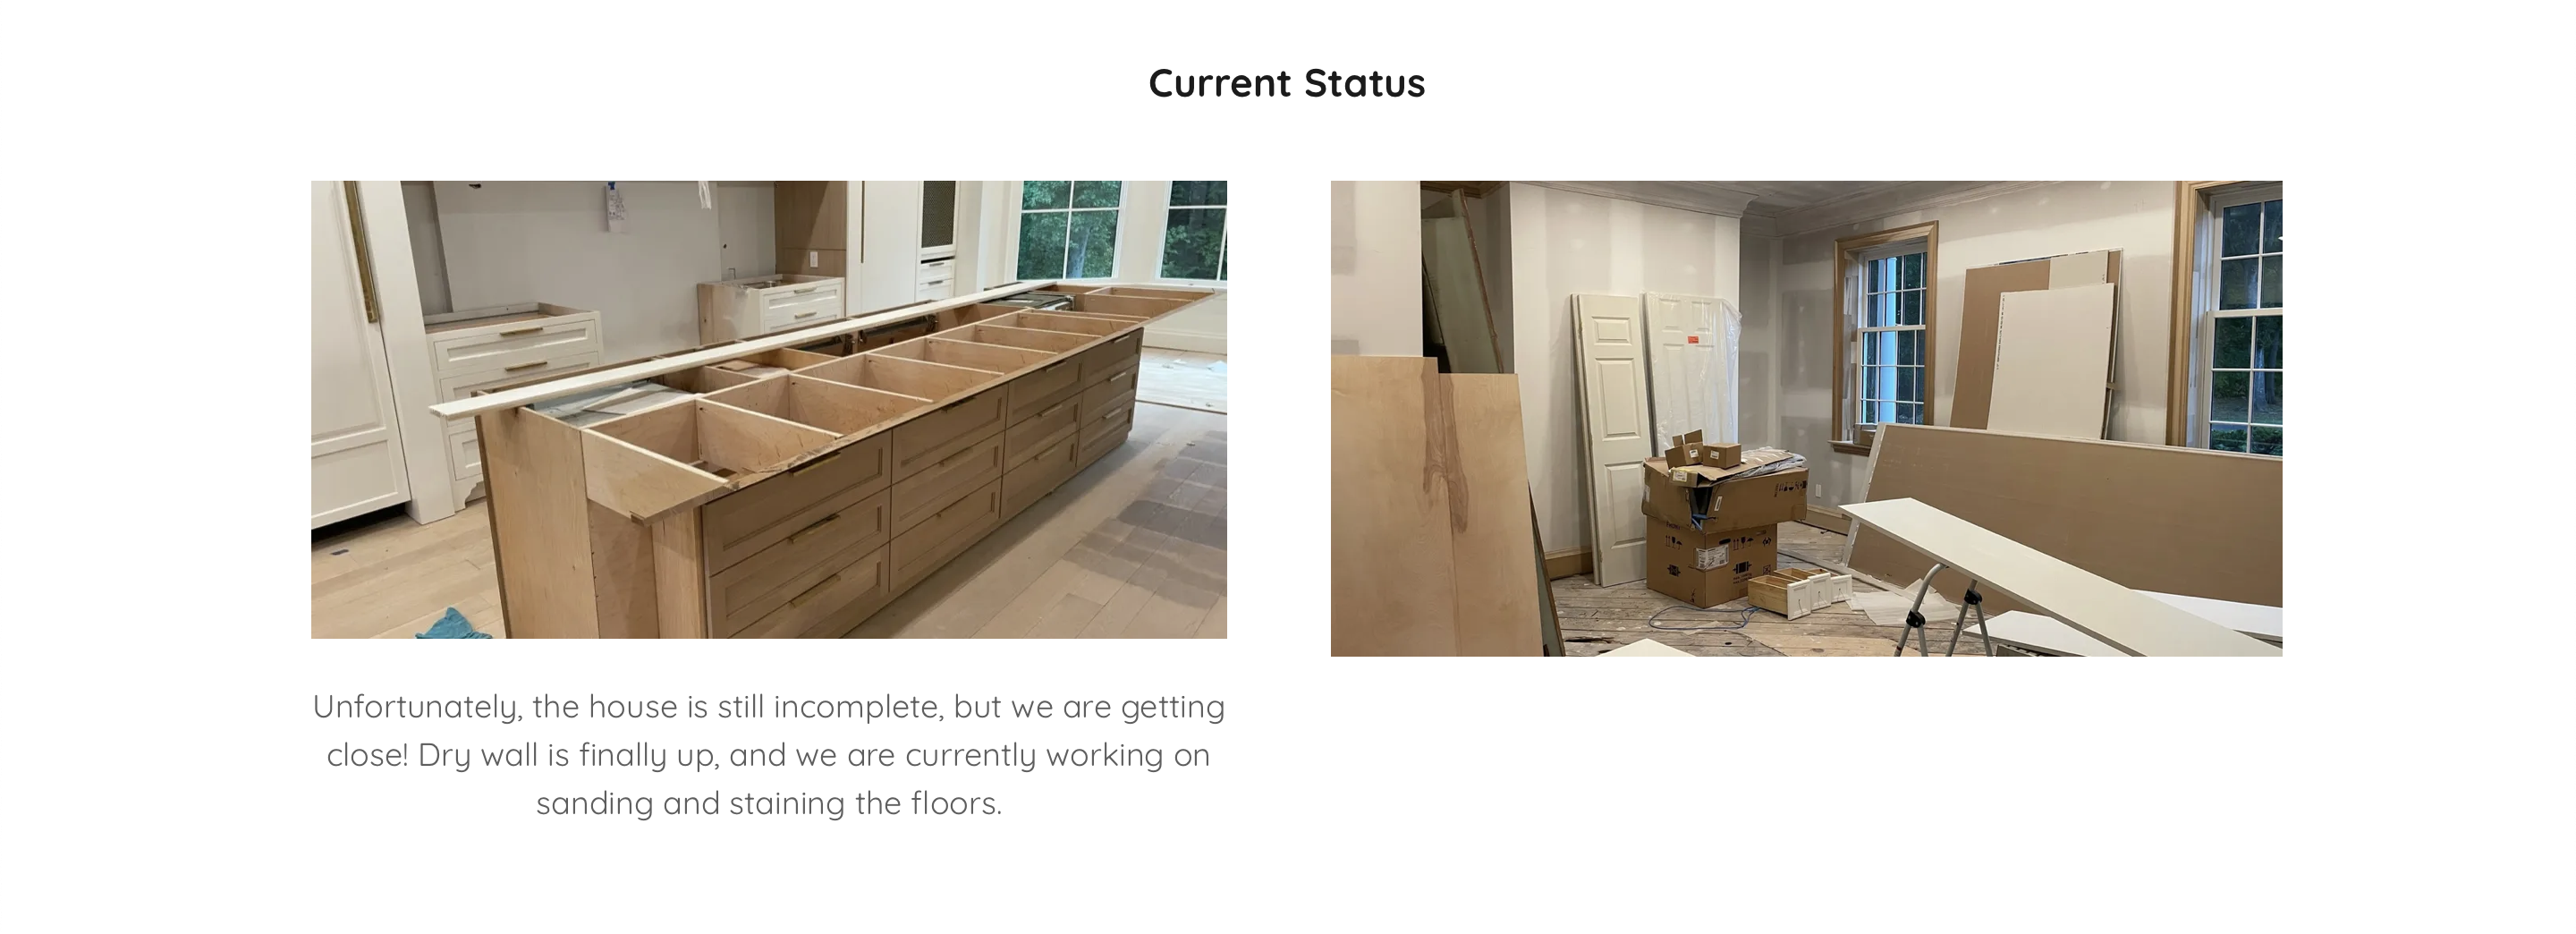 Current Status
Unfortunately, the house is still incomplete, but we are getting
close! Dry wall is finally up, and we are currently working on
sanding and staining the floors.